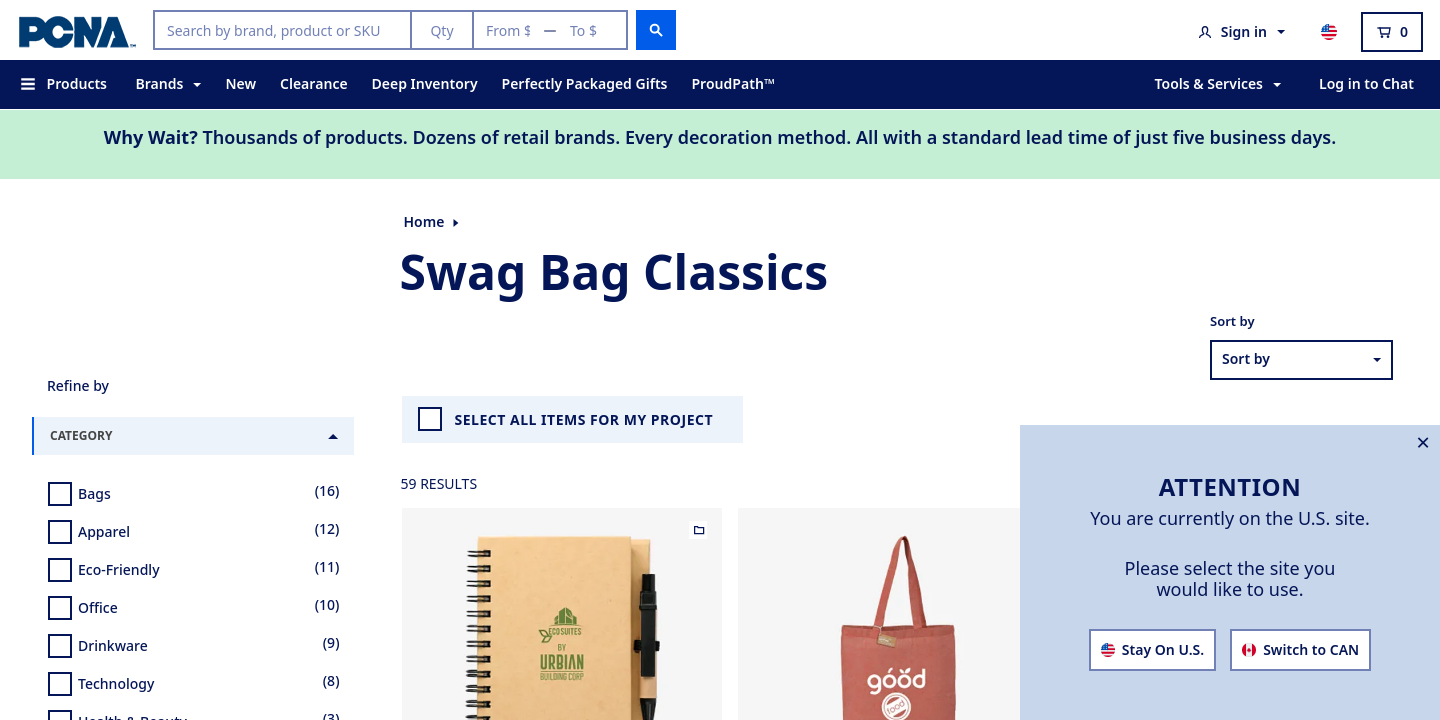 PCNA
Search by brand, product or SKU
Qty
From $ — To $
Sign in
0
Products
Brands
New
Clearance
Deep Inventory
Perfectly Packaged Gifts
ProudPath™
Tools & Services
Log in to Chat
Why Wait? Thousands of products. Dozens of retail brands. Every decoration method. All with a standard lead time of just five business days.
Home
Swag Bag Classics
Sort by
Sort by
Refine by
CATEGORY
Bags (16)
Apparel (12)
Eco-Friendly (11)
Office (10)
Drinkware (9)
Technology (8)
Health & Beauty (3)
SELECT ALL ITEMS FOR MY PROJECT
59 RESULTS
ECO SUITES
BY
URBIAN
BUILDING CORP
góód
food
ATTENTION
You are currently on the U.S. site.
Please select the site you
would like to use.
Stay On U.S.
Switch to CAN